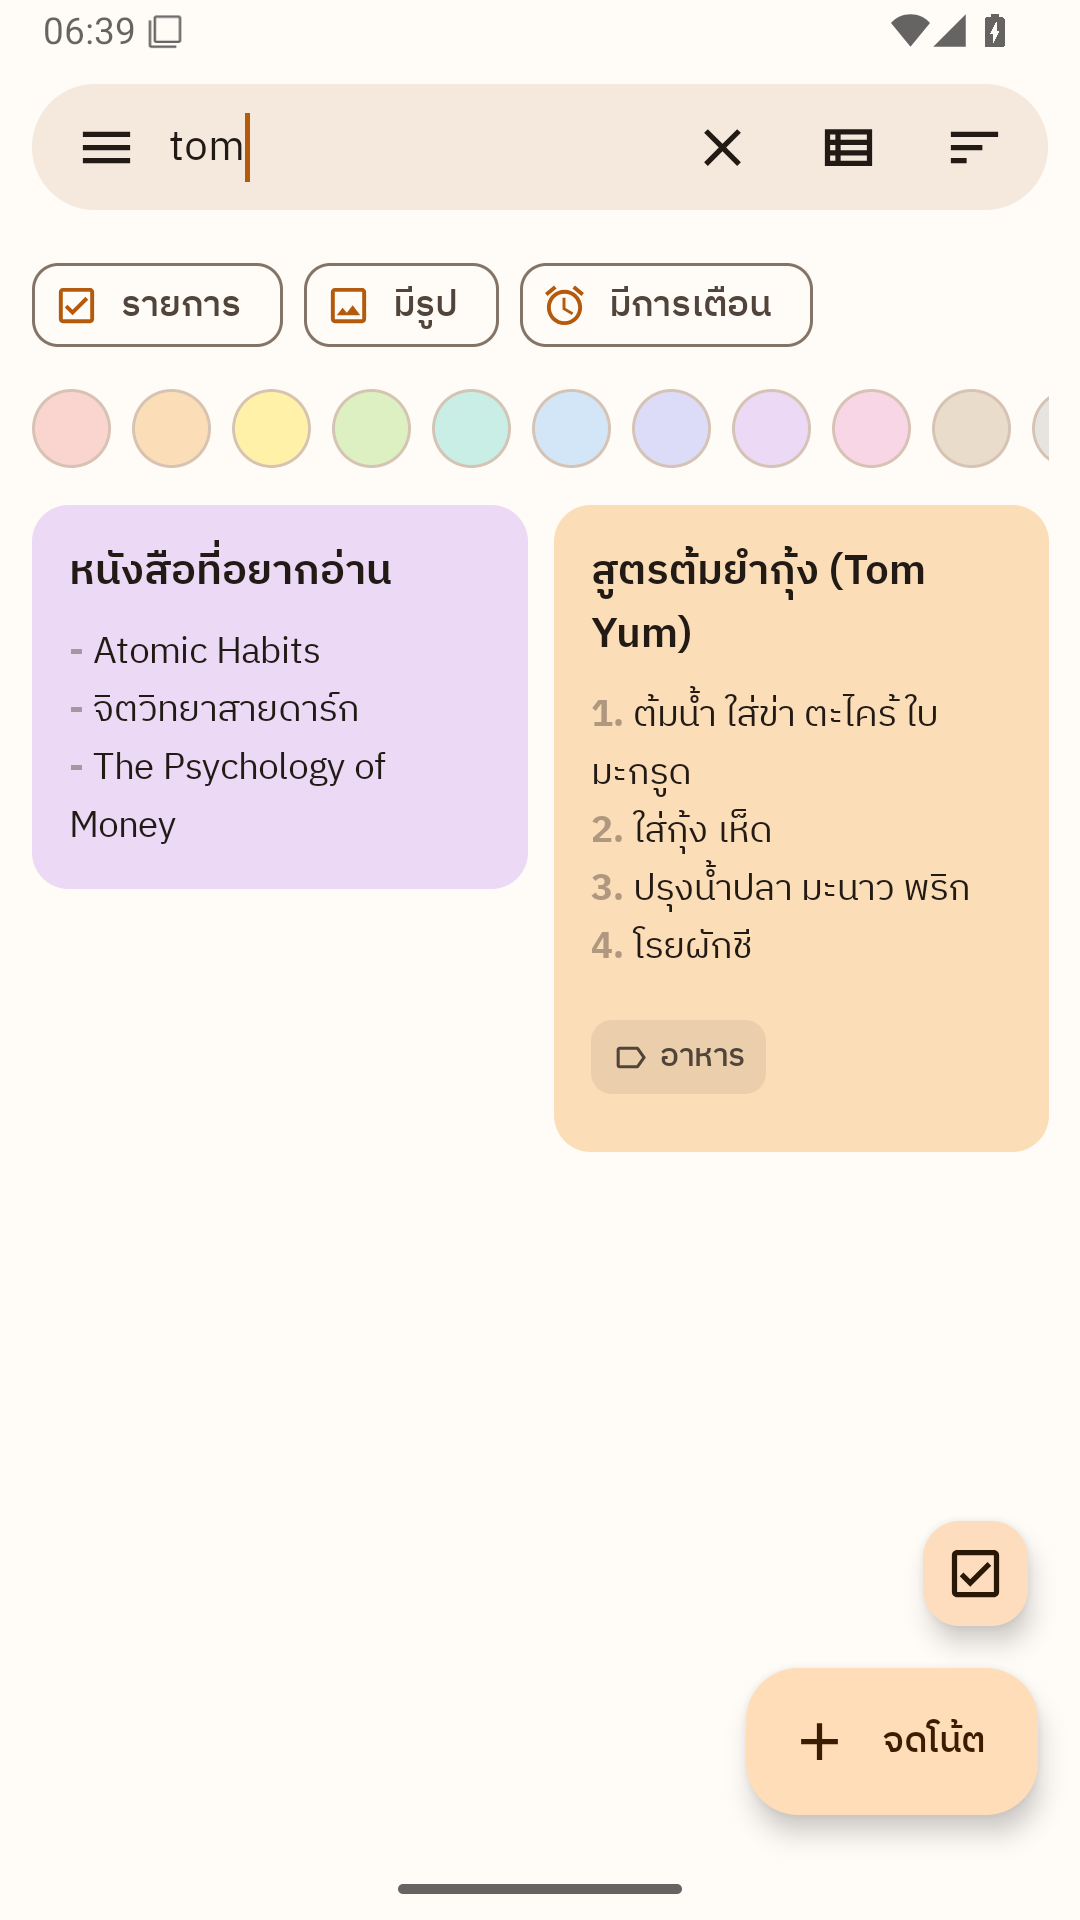 06:39
tom
รายการ
มีรูป
มีการเตือน
หนังสือที่อยากอ่าน
- Atomic Habits
- จิตวิทยาสายดาร์ก
- The Psychology of
Money
สูตรต้มยำกุ้ง (Tom
Yum)
1. ต้มน้ำ ใส่ข่า ตะไคร้ ใบ
มะกรูด
2. ใส่กุ้ง เห็ด
3. ปรุงน้ำปลา มะนาว พริก
4. โรยผักชี
อาหาร
จดโน้ต